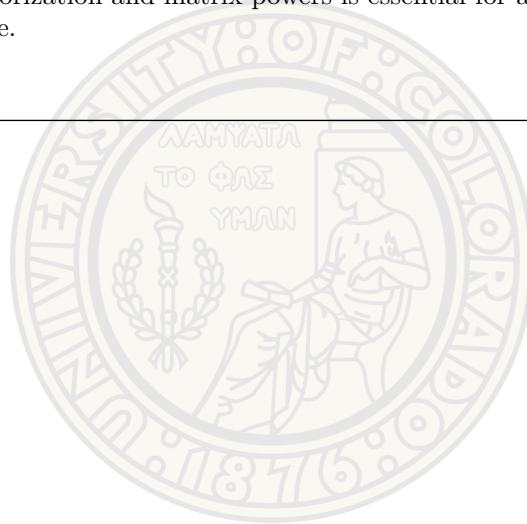 orization and matrix powers is essential for a
e.
UNIVERSITY·OF·COLORADO
ΛΑΜΨΑΤΩ
ΤΟ ΦΩΣ
ΥΜΩΝ
1876